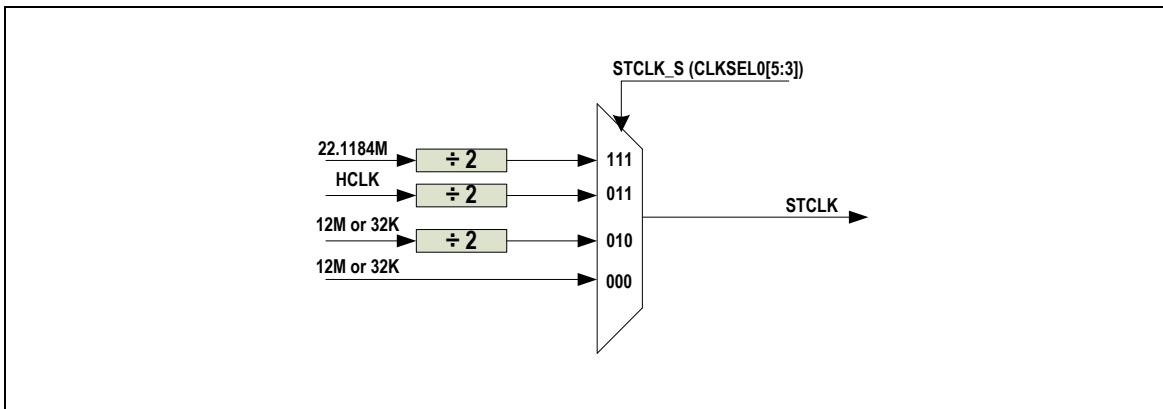 STCLK_S (CLKSEL0[5:3])
22.1184M
÷ 2
111
HCLK
÷ 2
011
STCLK
12M or 32K
÷ 2
010
12M or 32K
000